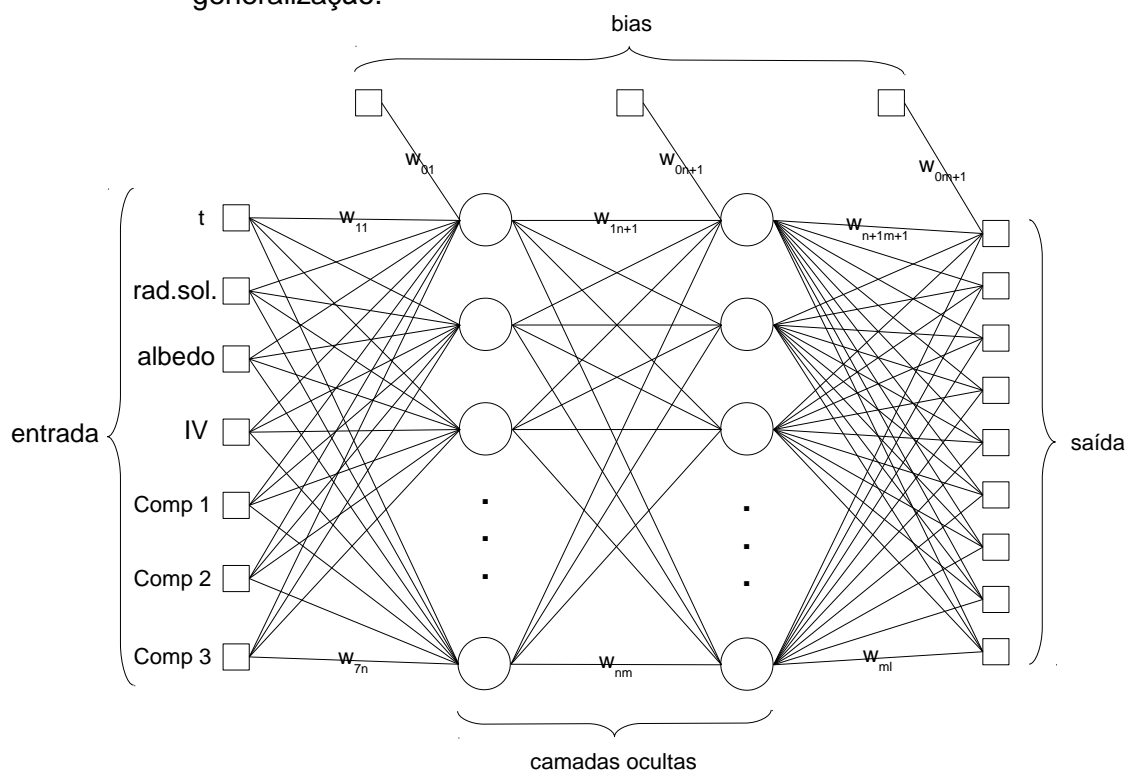 generalização.
bias
w01
w0n+1
w0m+1
t
w11
w1n+1
wn+1m+1
rad.sol.
albedo
IV
entrada
saída
Comp 1
Comp 2
Comp 3
w7n
wnm
wml
camadas ocultas